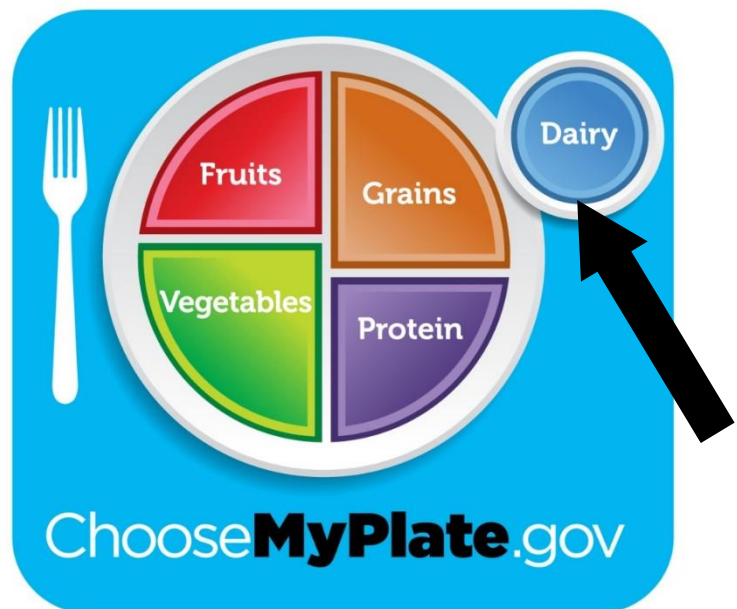 Dairy
Fruits
Grains
Vegetables
Protein
ChooseMyPlate.gov